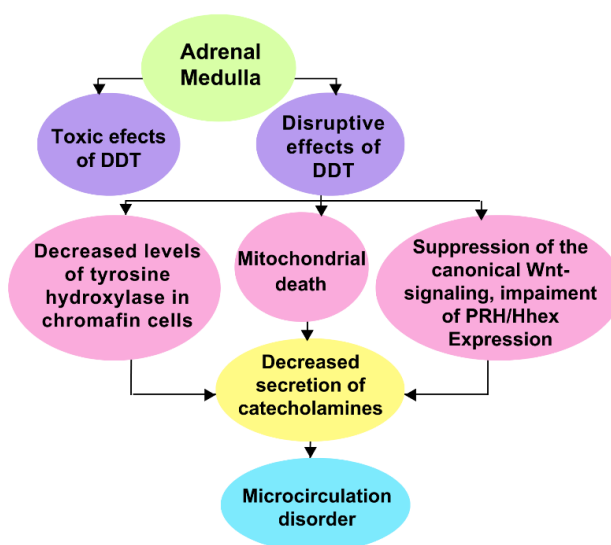 Adrenal
Medulla
Toxic efects
of DDT
Disruptive
effects of
DDT
Decreased levels
of tyrosine
hydroxylase in
chromafin cells
Mitochondrial
death
Suppression of the
canonical Wnt-
signaling, impaiment
of PRH/Hhex
Expression
Decreased
secretion of
catecholamines
Microcirculation
disorder